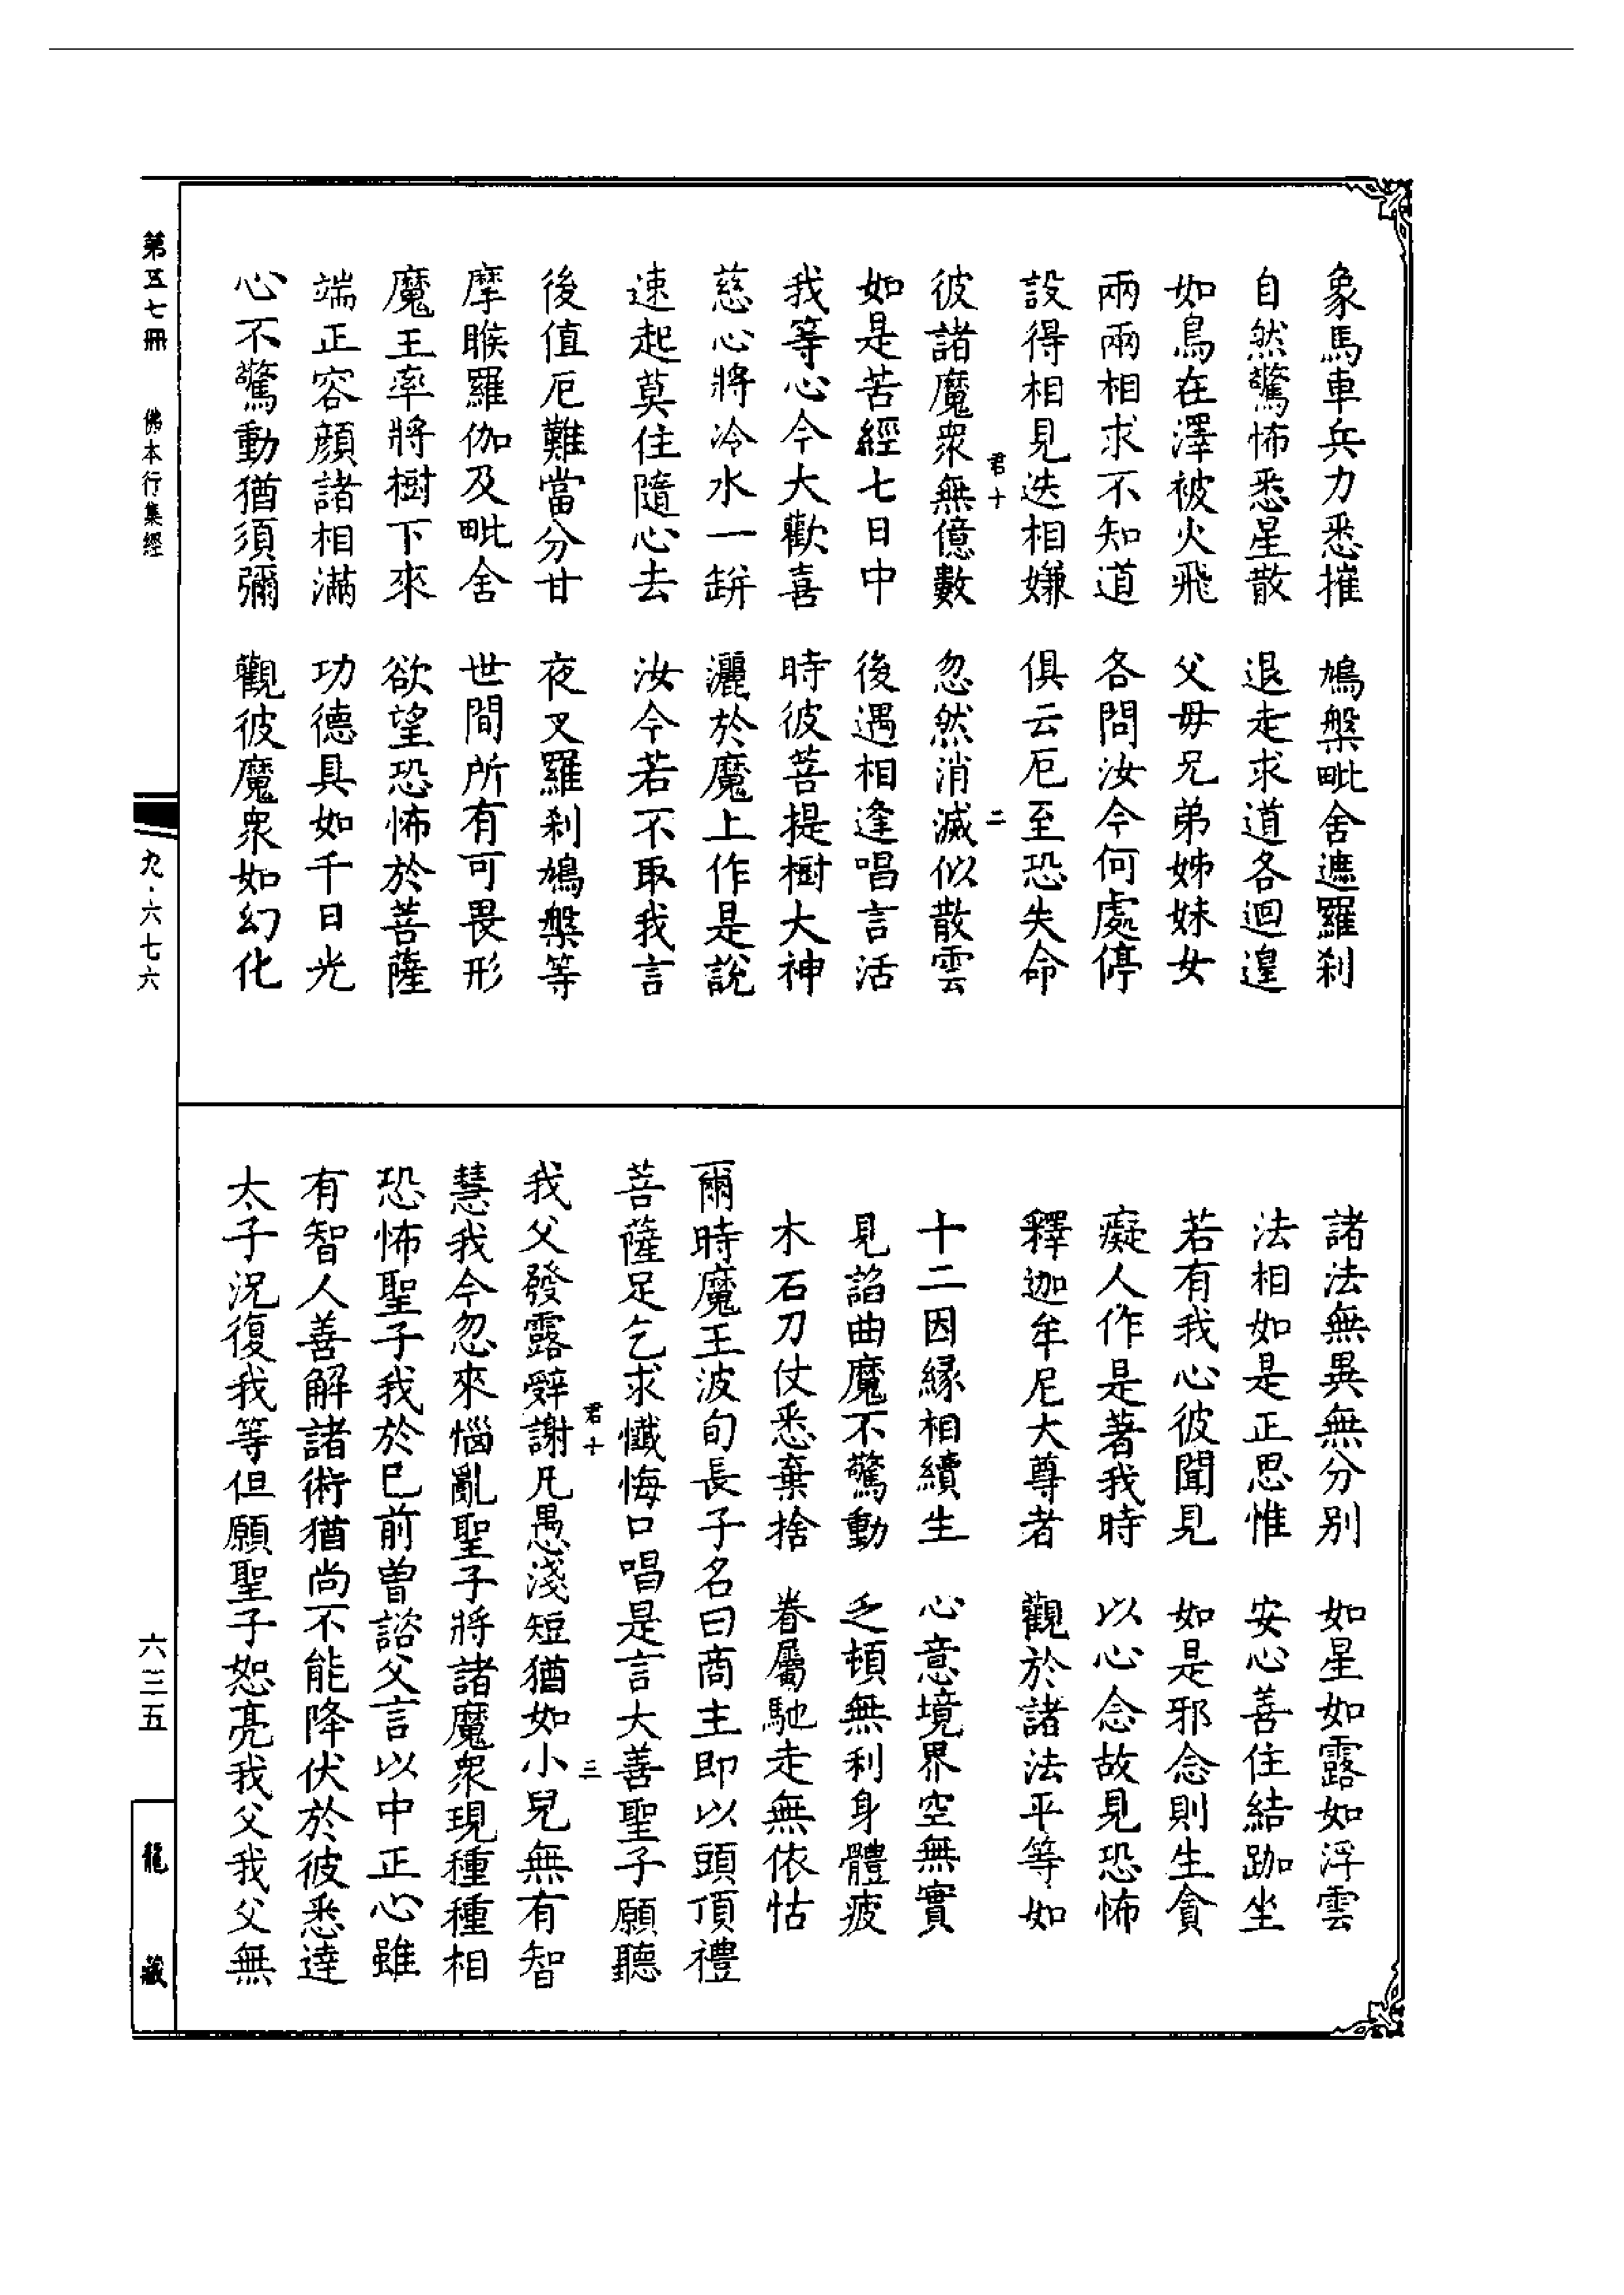 象馬車兵力悉摧　鳩槃毗舍遮羅剎
自然驚怖悉星散　退走求道各迴遑
如鳥在澤被火飛　父母兄弟姊妹女
兩兩相求不知道　各問汝今何處停
設得相見迭相嫌　俱云厄至恐失命
君十　二
彼諸魔眾無億數　忽然消滅似散雲
如是苦經七日中　後遇相逢唱言活
我等心今大歡喜　時彼菩提樹大神
慈心將冷水一缾　灑於魔上作是說
速起莫住隨心去　汝今若不取我言
後值厄難當分甘　夜叉羅剎鳩槃等
摩睺羅伽及毗舍　世間所有可畏形
魔王率將樹下來　欲望恐怖於菩薩
端正容顏諸相滿　功德具如千日光
心不驚動猶須彌　觀彼魔眾如幻化
諸法無異無分別　如星如露如浮雲
法相如是正思惟　安心善住結跏坐
若有我心彼聞見　如是邪念則生貪
癡人作是著我時　以心念故見恐怖
釋迦牟尼大尊者　觀於諸法平等如
十二因緣相續生　心意境界空無實
見諂曲魔不驚動　乏頓無利身體疲
木石刀仗悉棄捨　眷屬馳走無依怙
爾時魔王波旬長子名曰商主即以頭頂禮
菩薩足乞求懺悔口唱是言大善聖子願聽
君十　三
我父發露辭謝凡愚淺短猶如小兒無有智
慧我今忽來惱亂聖子將諸魔眾現種種相
恐怖聖子我於已前曾諮父言以中正心雖
有智人善解諸術猶尚不能降伏於彼悉達
太子況復我等但願聖子恕亮我父我父無
第五七冊　佛本行集經
九·六七六
六三五
龍藏